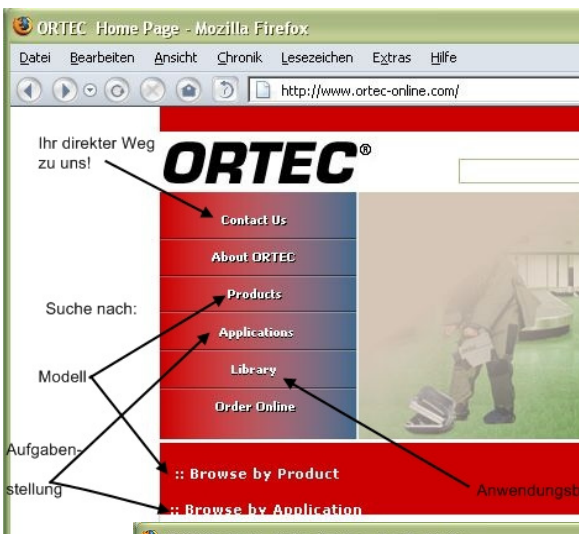 ORTEC Home Page - Mozilla Firefox
Datei Bearbeiten Ansicht Chronik Lesezeichen Extras Hilfe
http://www.ortec-online.com/
Ihr direkter Weg
zu uns!
ORTEC®
Contact Us
About ORTEC
Products
Suche nach:
Applications
Library
Modell
Order Online
Aufgaben-
stellung
:: Browse by Product
:: Browse by Application